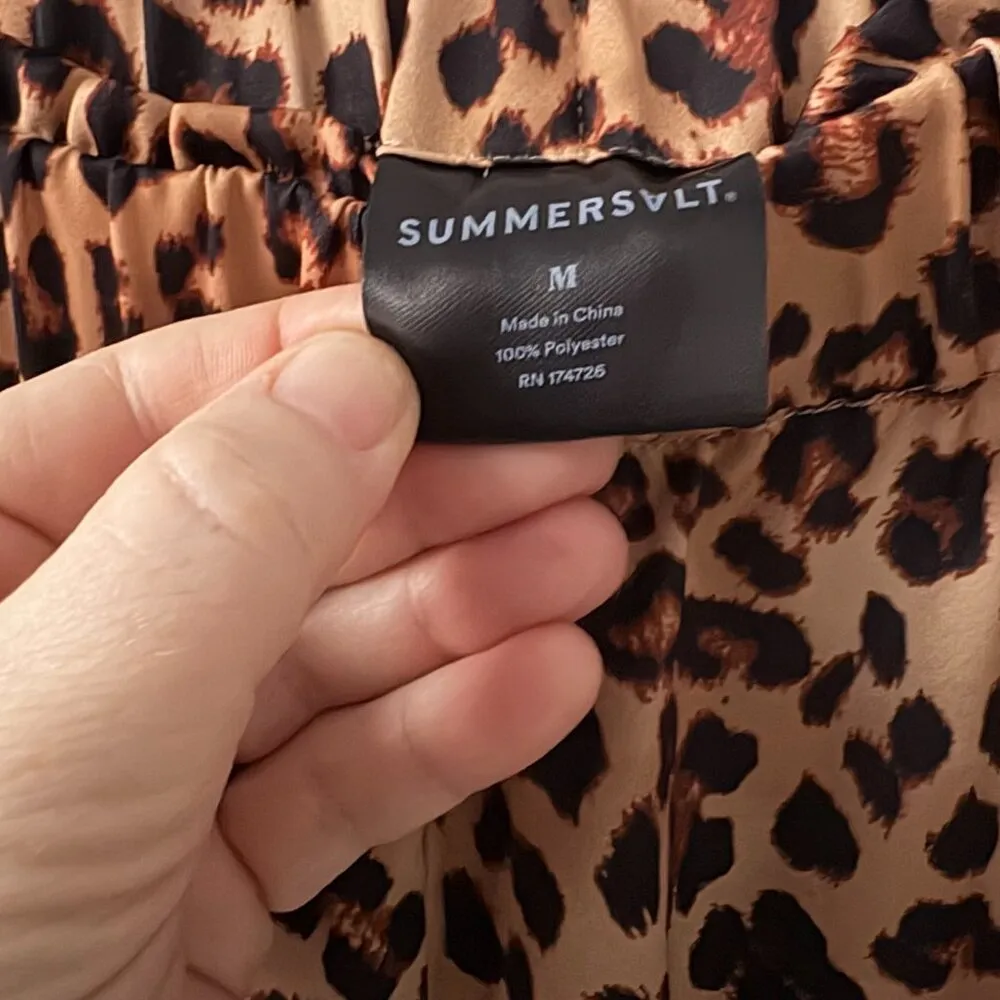 SUMMERSALT®
M
Made in China
100% Polyester
RN 174726